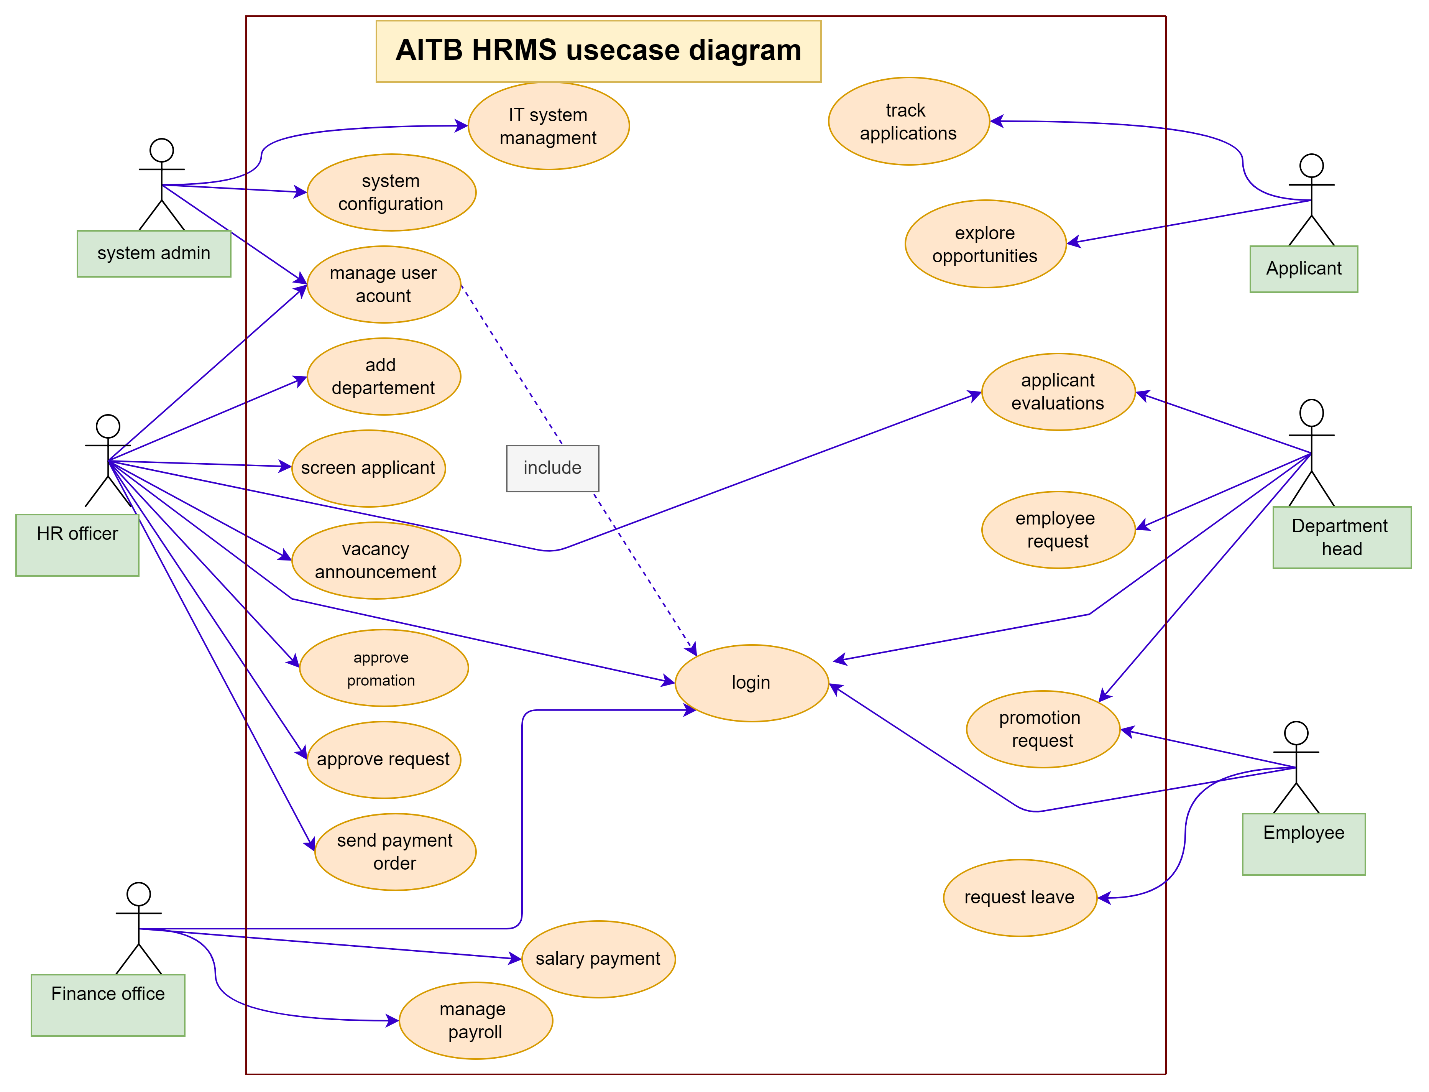 AITB HRMS usecase diagram
IT system
managment
track
applications
system
configuration
system admin
explore
opportunities
Applicant
manage user
acount
add
departement
applicant
evaluations
screen applicant
include
HR officer
employee
request
Department
head
vacancy
announcement
approve
promation
login
promotion
request
approve request
Employee
send payment
order
request leave
salary payment
Finance office
manage
payroll